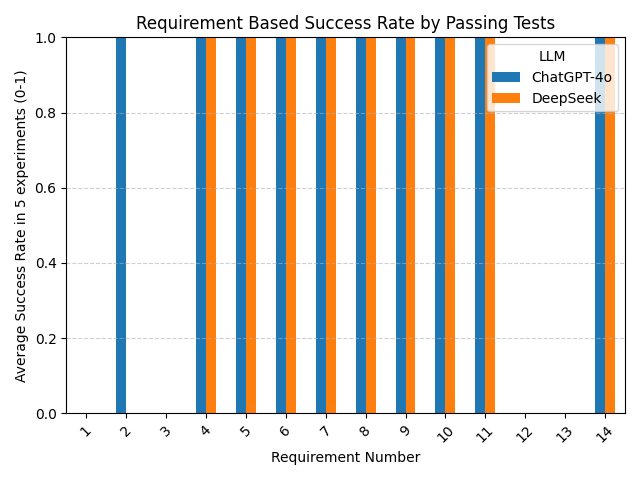 Requirement Based Success Rate by Passing Tests
Average Success Rate in 5 experiments (0-1)
1.0
0.8
0.6
0.4
0.2
0.0
LLM
ChatGPT-4o
DeepSeek
1 2 3 4 5 6 7 8 9 10 11 12 13 14
Requirement Number